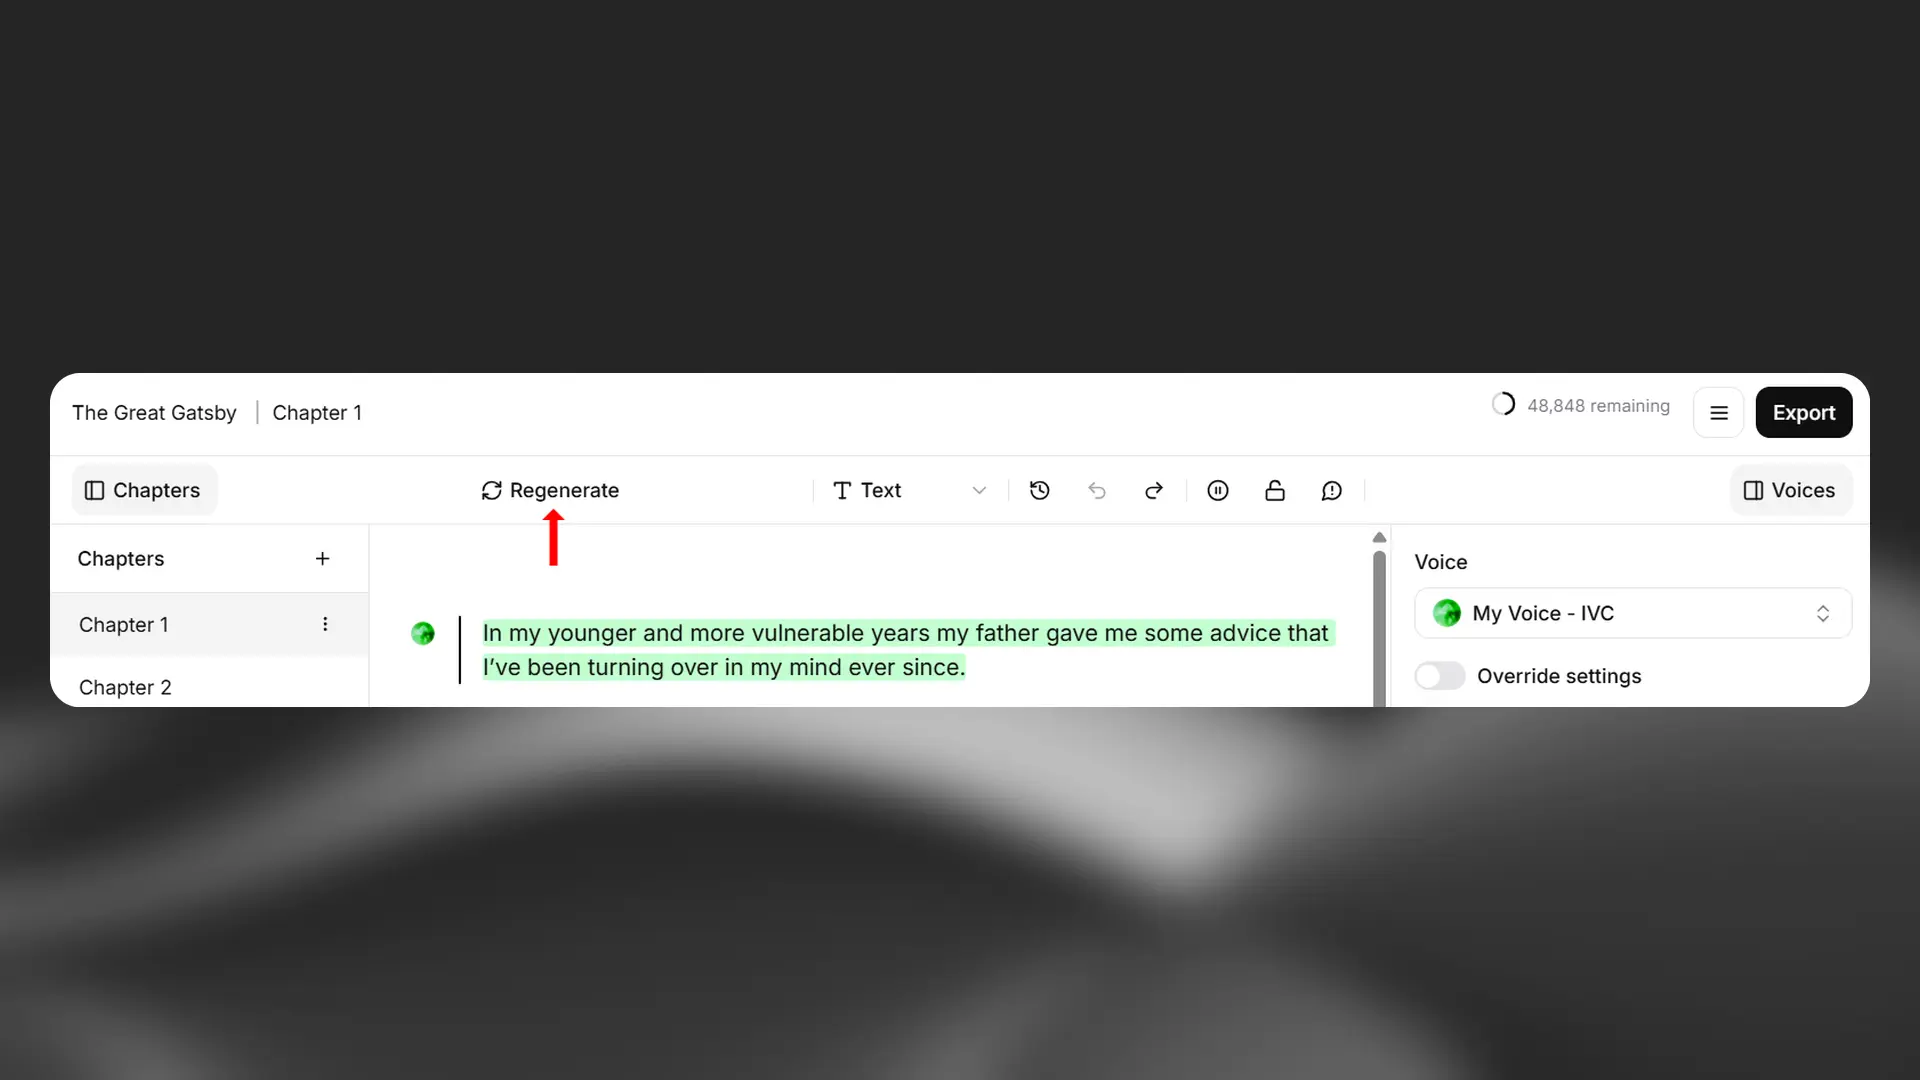 The Great Gatsby | Chapter 1
48,848 remaining
Export
Chapters
Regenerate
Text
Voices
Chapters
Chapter 1
Chapter 2
In my younger and more vulnerable years my father gave me some advice that
I’ve been turning over in my mind ever since.
Voice
My Voice - IVC
Override settings